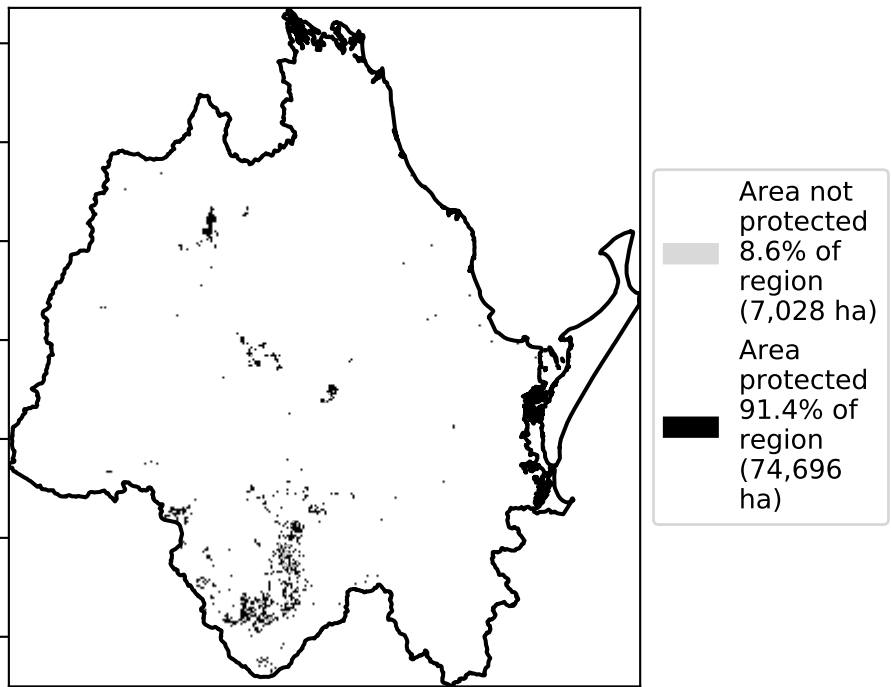 Area not
protected
8.6% of
region
(7,028 ha)
Area
protected
91.4% of
region
(74,696
ha)